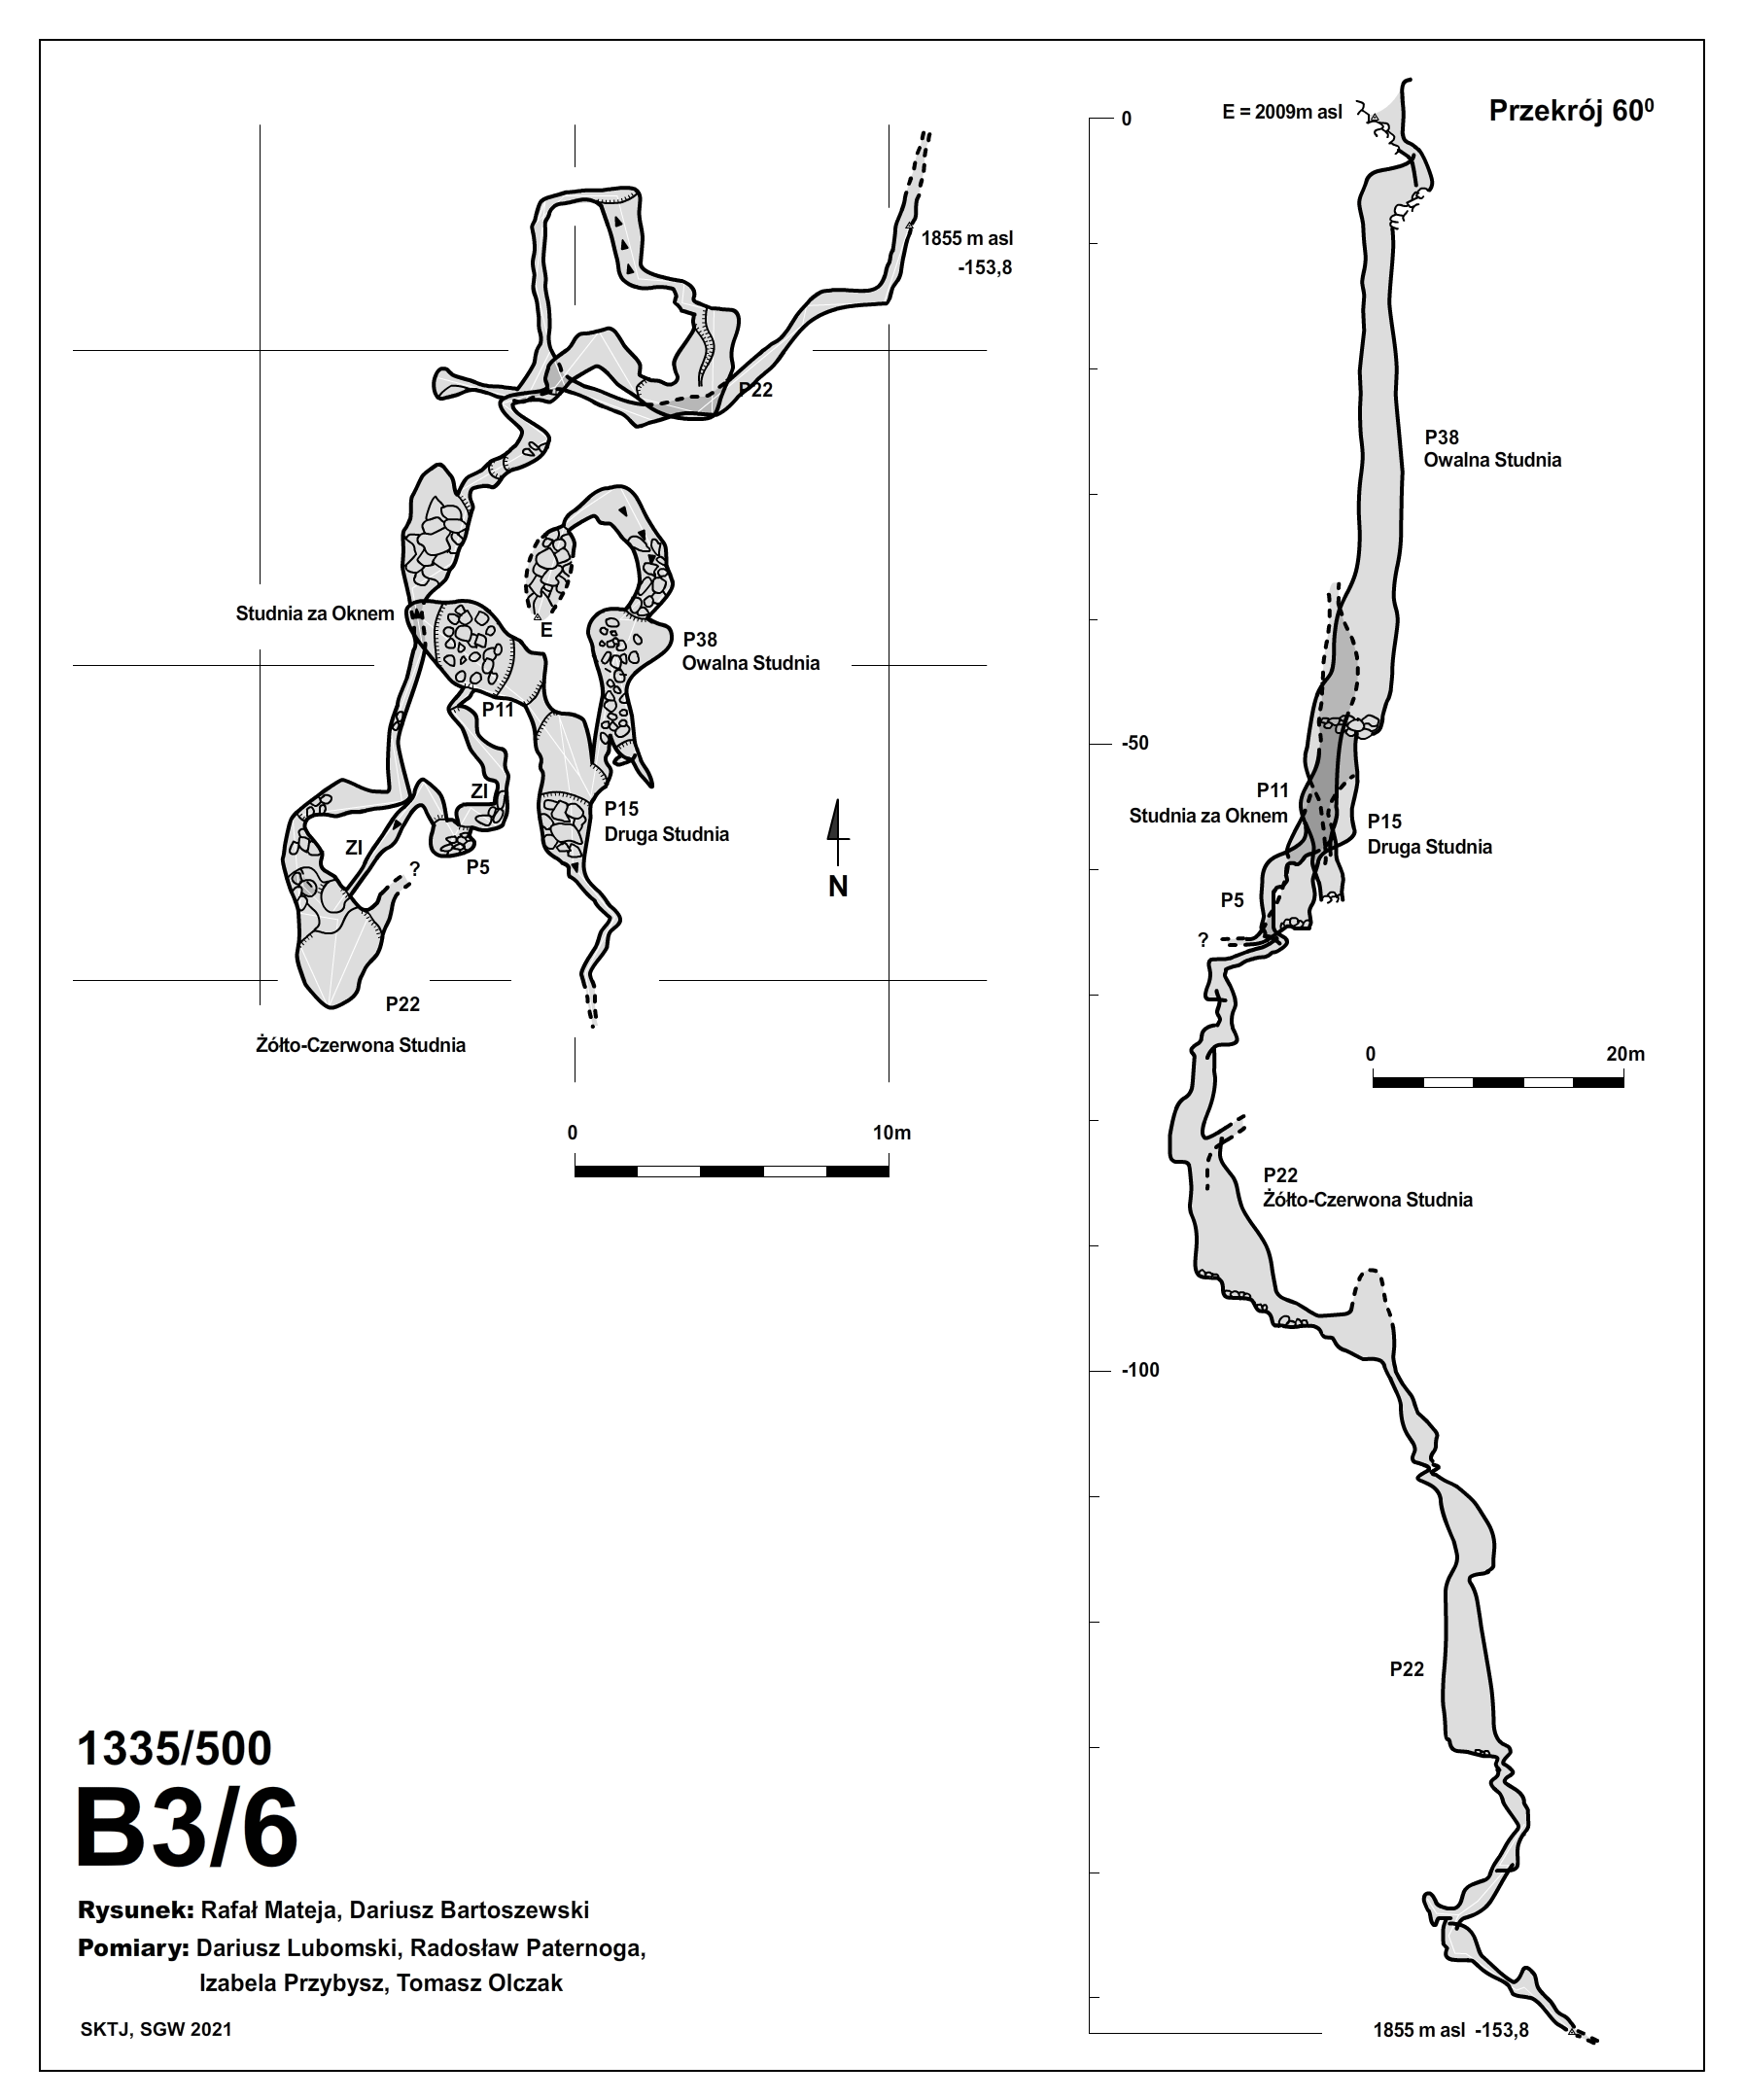 1855 m asl
-153,8
P22
Studnia za Oknem
E
P38
Owalna Studnia
P11
ZI
P15
Druga Studnia
ZI
?
P5
N
P22
Żółto-Czerwona Studnia
0 10m
Przekrój 60⁰
E = 2009m asl
0
P38
Owalna Studnia
-50
P11
Studnia za Oknem
P15
Druga Studnia
P5
?
0 20m
P22
Żółto-Czerwona Studnia
-100
P22
1855 m asl -153,8
1335/500
B3/6
Rysunek: Rafał Mateja, Dariusz Bartoszewski
Pomiary: Dariusz Lubomski, Radosław Paternoga,
Izabela Przybysz, Tomasz Olczak
SKTJ, SGW 2021